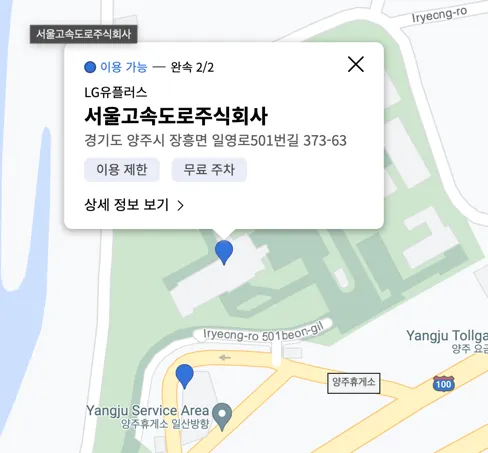 Iryeong-ro
서울고속도로주식회사
이용 가능 — 완속 2/2
LG유플러스
서울고속도로주식회사
경기도 양주시 장흥면 일영로501번길 373-63
이용 제한
무료 주차
상세 정보 보기 >
Iryeong-ro
Iryeong-ro 501beon-gil
Yangju Tollga
양주 요금
양주휴게소
100
Yangju Service Area
양주휴게소 일산방향